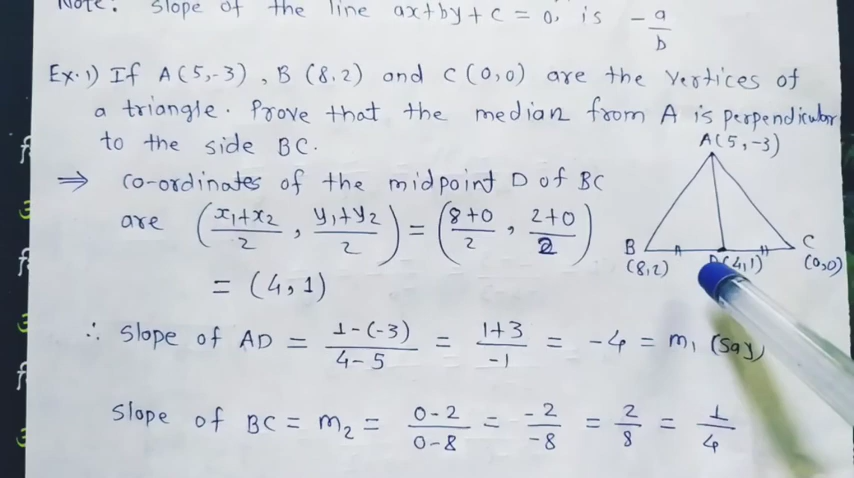 Note: Slope of the line ax+by+c=0, is -a/b
Ex.1) If A(5,-3), B(8,2) and C(0,0) are the vertices of
a triangle. Prove that the median from A is perpendicular
to the side BC.
A(5,-3)
⇒ Co-ordinates of the midpoint D of BC
are ((x₁+x₂)/2, (y₁+y₂)/2) = ((8+0)/2, (2+0)/2)
B
(8,2)
D(4,1)
C
(0,0)
= (4,1)
∴ Slope of AD = (1-(-3))/(4-5) = (1+3)/-1 = -4 = m₁ (say)
Slope of BC = m₂ = (0-2)/(0-8) = -2/-8 = 2/8 = 1/4